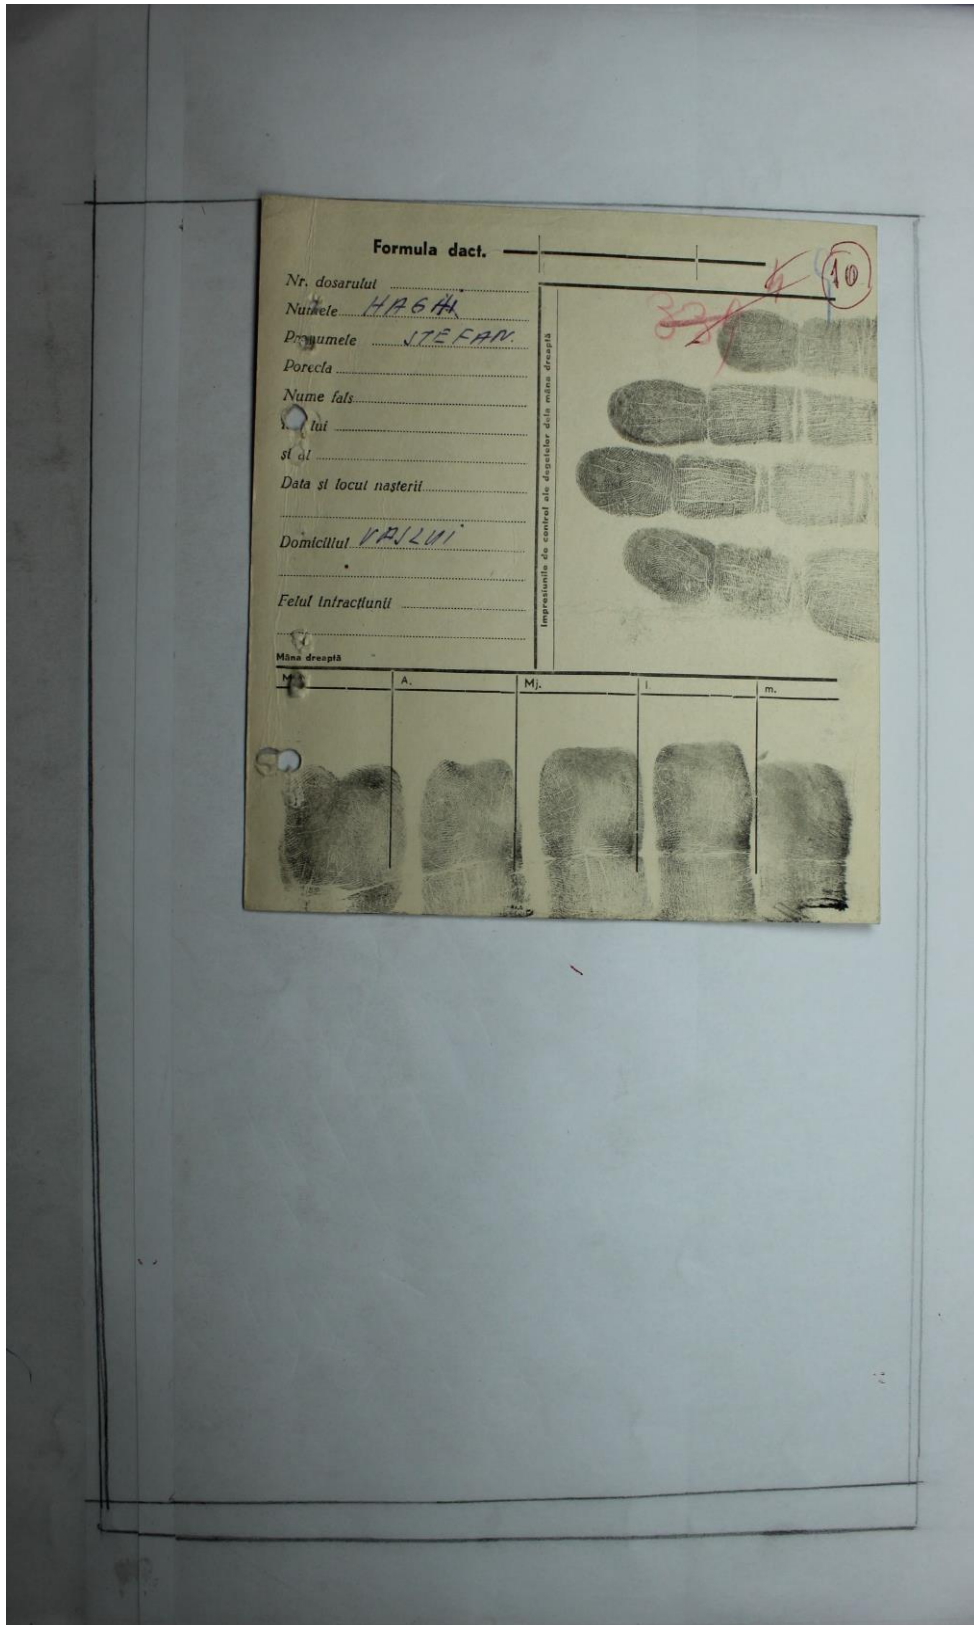 Formula dact.
10
Nr. dosarului
Numele HAGHI
Prenumele STEFAN.
Porecla
Nume fals
lui
și al
Data și locul nașterii
Domiciliul VASLUI
Felul infracțiunii
Impresiunile de control ale degetelor dela mâna dreaptă
Mâna dreaptă
A.
Mj.
I.
m.